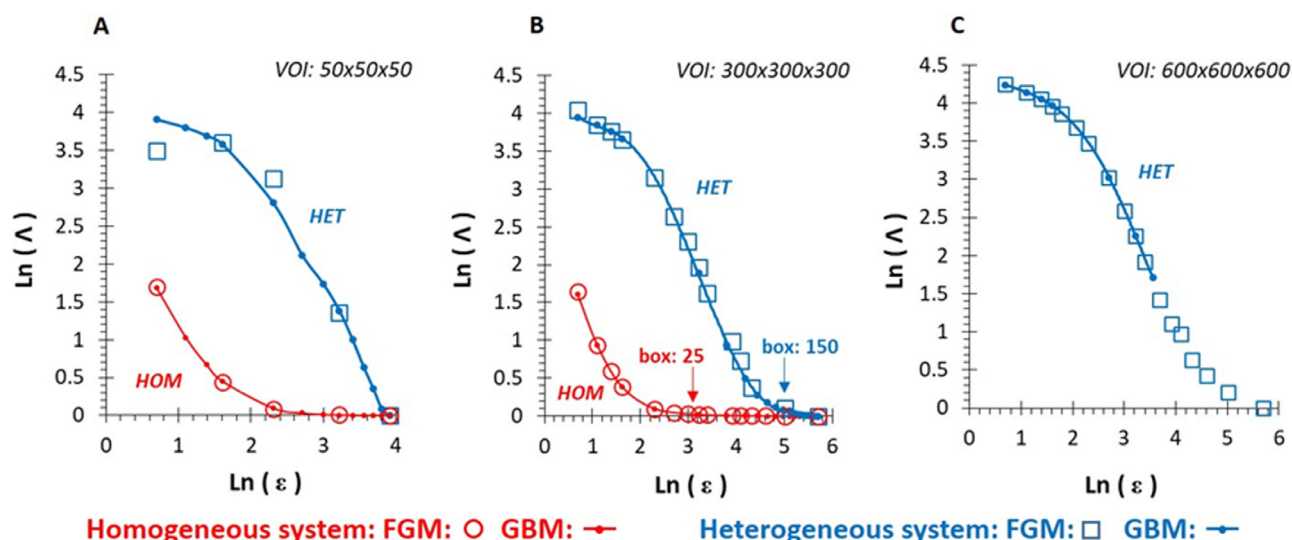 A
VOI: 50x50x50
4.5
4
3.5
3
2.5
2
1.5
1
0.5
0
0 1 2 3 4
Ln ( Λ )
Ln ( ε )
HET
HOM
B
VOI: 300x300x300
4.5
4
3.5
3
2.5
2
1.5
1
0.5
0
0 1 2 3 4 5 6
Ln ( Λ )
Ln ( ε )
HET
box: 25
box: 150
HOM
C
VOI: 600x600x600
4.5
4
3.5
3
2.5
2
1.5
1
0.5
0
0 1 2 3 4 5 6
Ln ( Λ )
Ln ( ε )
HET
Homogeneous system: FGM: GBM: Heterogeneous system: FGM: GBM: